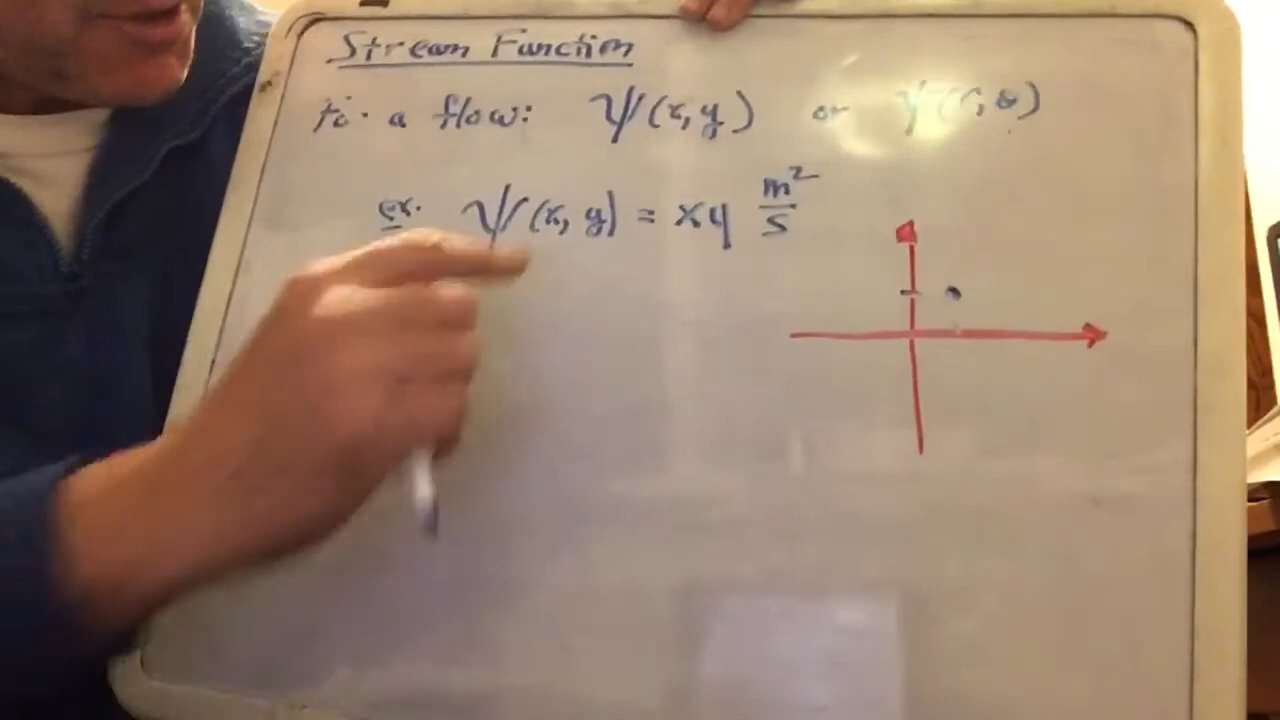 Stream Function
for a flow: ψ(x, y) or ψ(r, θ)
ex. ψ(x, y) = xy m²/s